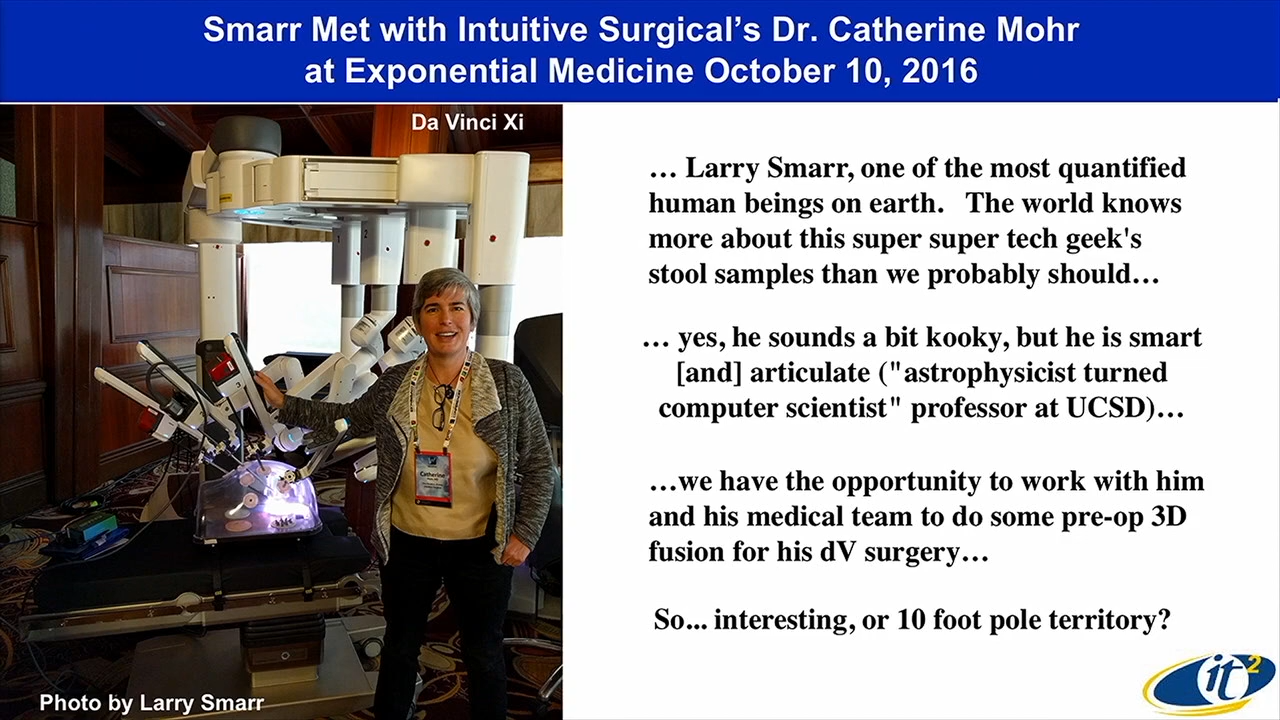 Smarr Met with Intuitive Surgical's Dr. Catherine Mohr
at Exponential Medicine October 10, 2016
Da Vinci Xi
… Larry Smarr, one of the most quantified
human beings on earth.   The world knows
more about this super super tech geek's
stool samples than we probably should…
… yes, he sounds a bit kooky, but he is smart
[and] articulate ("astrophysicist turned
computer scientist" professor at UCSD)…
…we have the opportunity to work with him
and his medical team to do some pre-op 3D
fusion for his dV surgery…
So... interesting, or 10 foot pole territory?
1
2
3
Catherine
Photo by Larry Smarr
it2